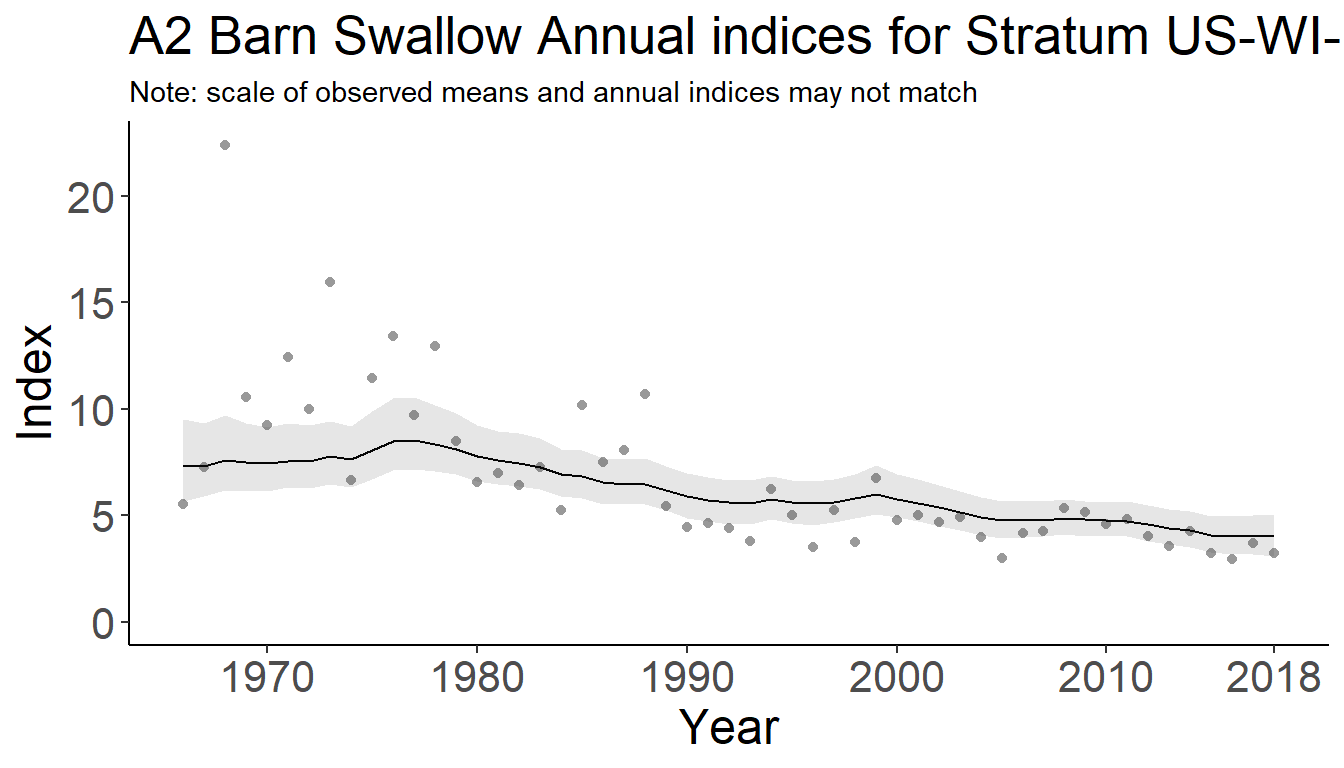 A2 Barn Swallow Annual indices for Stratum US-WI-
Note: scale of observed means and annual indices may not match
20
15
10
5
0
Index
1970 1980 1990 2000 2010 2018
Year